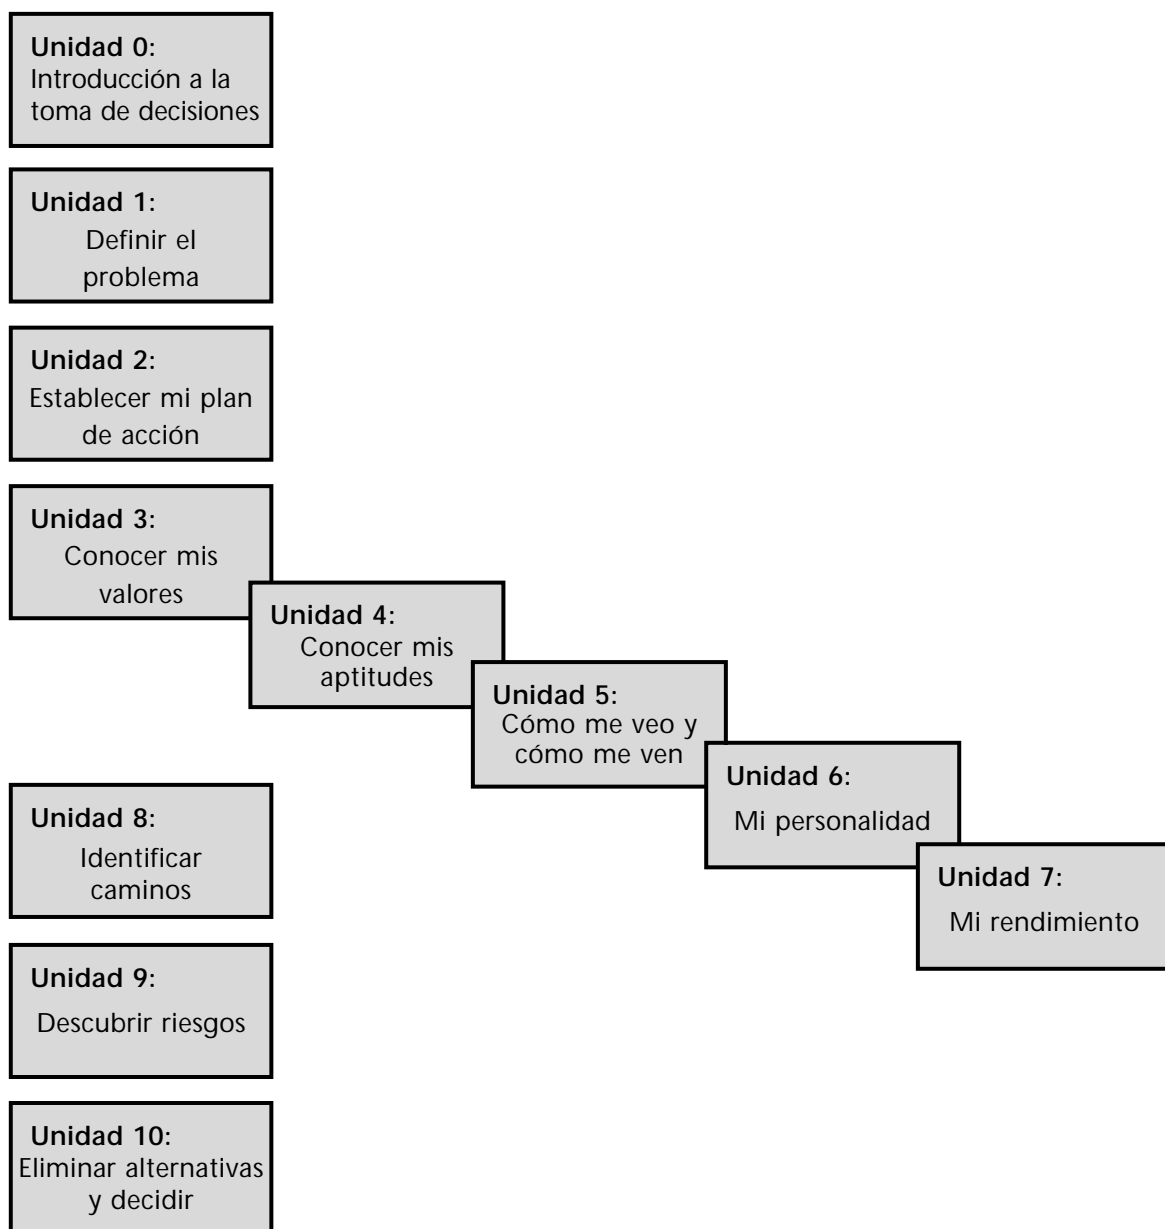 Unidad 0:
Introducción a la
toma de decisiones
Unidad 1:
Definir el
problema
Unidad 2:
Establecer mi plan
de acción
Unidad 3:
Conocer mis
valores
Unidad 4:
Conocer mis
aptitudes
Unidad 5:
Cómo me veo y
cómo me ven
Unidad 6:
Mi personalidad
Unidad 7:
Mi rendimiento
Unidad 8:
Identificar
caminos
Unidad 9:
Descubrir riesgos
Unidad 10:
Eliminar alternativas
y decidir